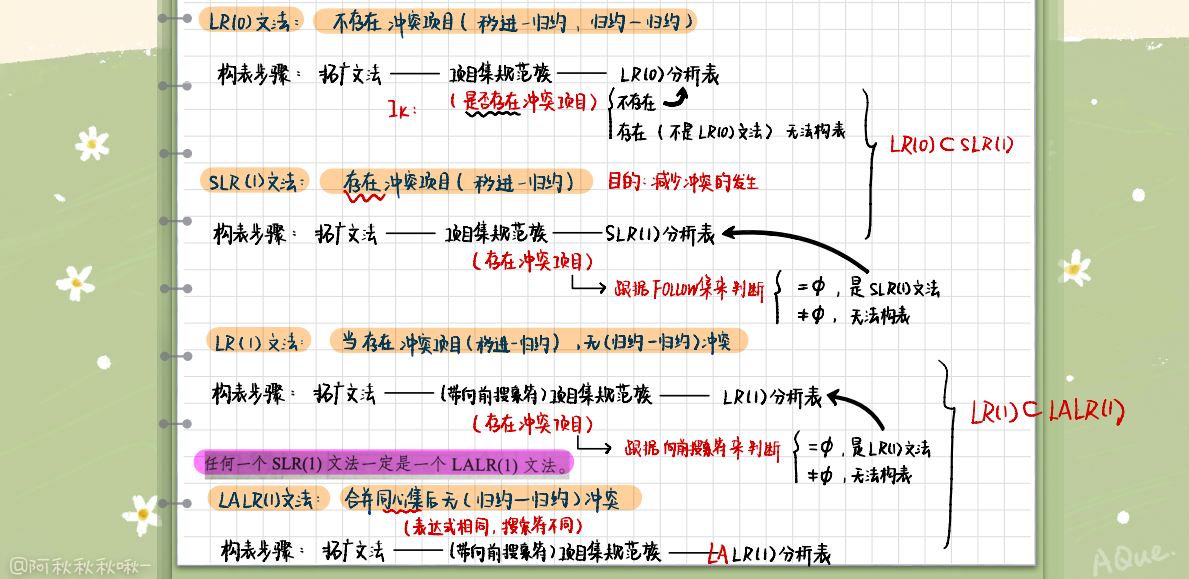 LR(0)文法: 不存在冲突项目(移进-归约, 归约-归约)
构表步骤: 拓广文法 —— 项目集规范族 —— LR(0)分析表
Ik: (是否存在冲突项目) 不存在
存在(不是LR(0)文法) 无法构表
LR(0)⊂SLR(1)
SLR(1)文法: 存在冲突项目(移进-归约) 目的:减少冲突的发生
构表步骤: 拓广文法 —— 项目集规范族 —— SLR(1)分析表
(存在冲突项目)
跟据FOLLOW集来判断 =φ, 是SLR(1)文法
≠φ, 无法构表
LR(1)文法: 当存在冲突项目(移进-归约), 无(归约-归约)冲突
构表步骤: 拓广文法 —— (带向前搜索符)项目集规范族 —— LR(1)分析表
(存在冲突项目)
LR(1)⊂LALR(1)
跟据向前搜索符来判断 =φ, 是LR(1)文法
≠φ, 无法构表
任何一个 SLR(1) 文法一定是一个 LALR(1) 文法。
LALR(1)文法: 合并同心集后无(归约-归约)冲突
(表达式相同, 搜索符不同)
构表步骤: 拓广文法 —— (带向前搜索符)项目集规范族 —— LALR(1)分析表
@阿秋秋秋啾-
AQue.